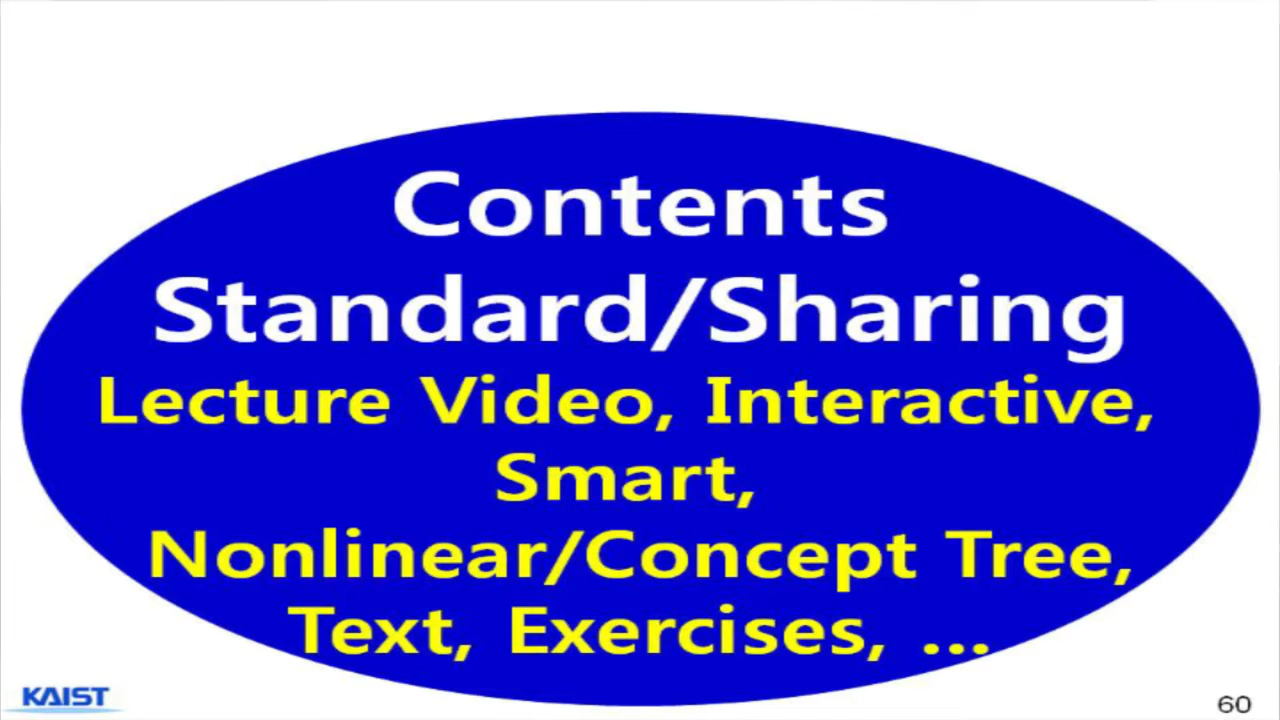 Contents
Standard/Sharing
Lecture Video, Interactive,
Smart,
Nonlinear/Concept Tree,
Text, Exercises, ...
KAIST
60